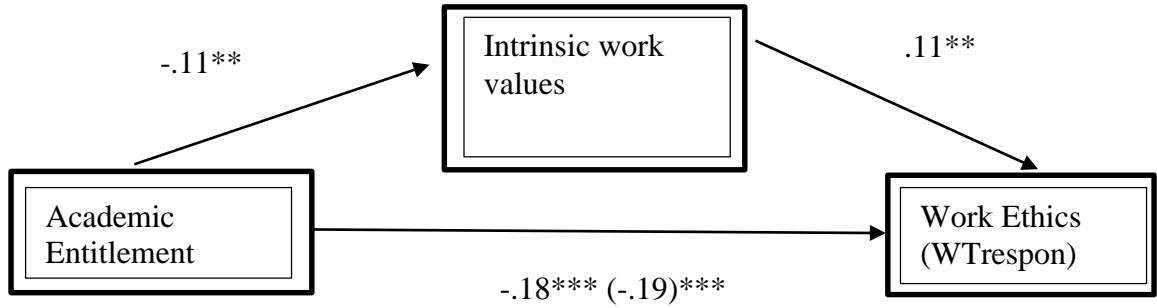 Intrinsic work
values
-.11**
.11**
Academic
Entitlement
Work Ethics
(WTrespon)
-.18*** (-.19)***